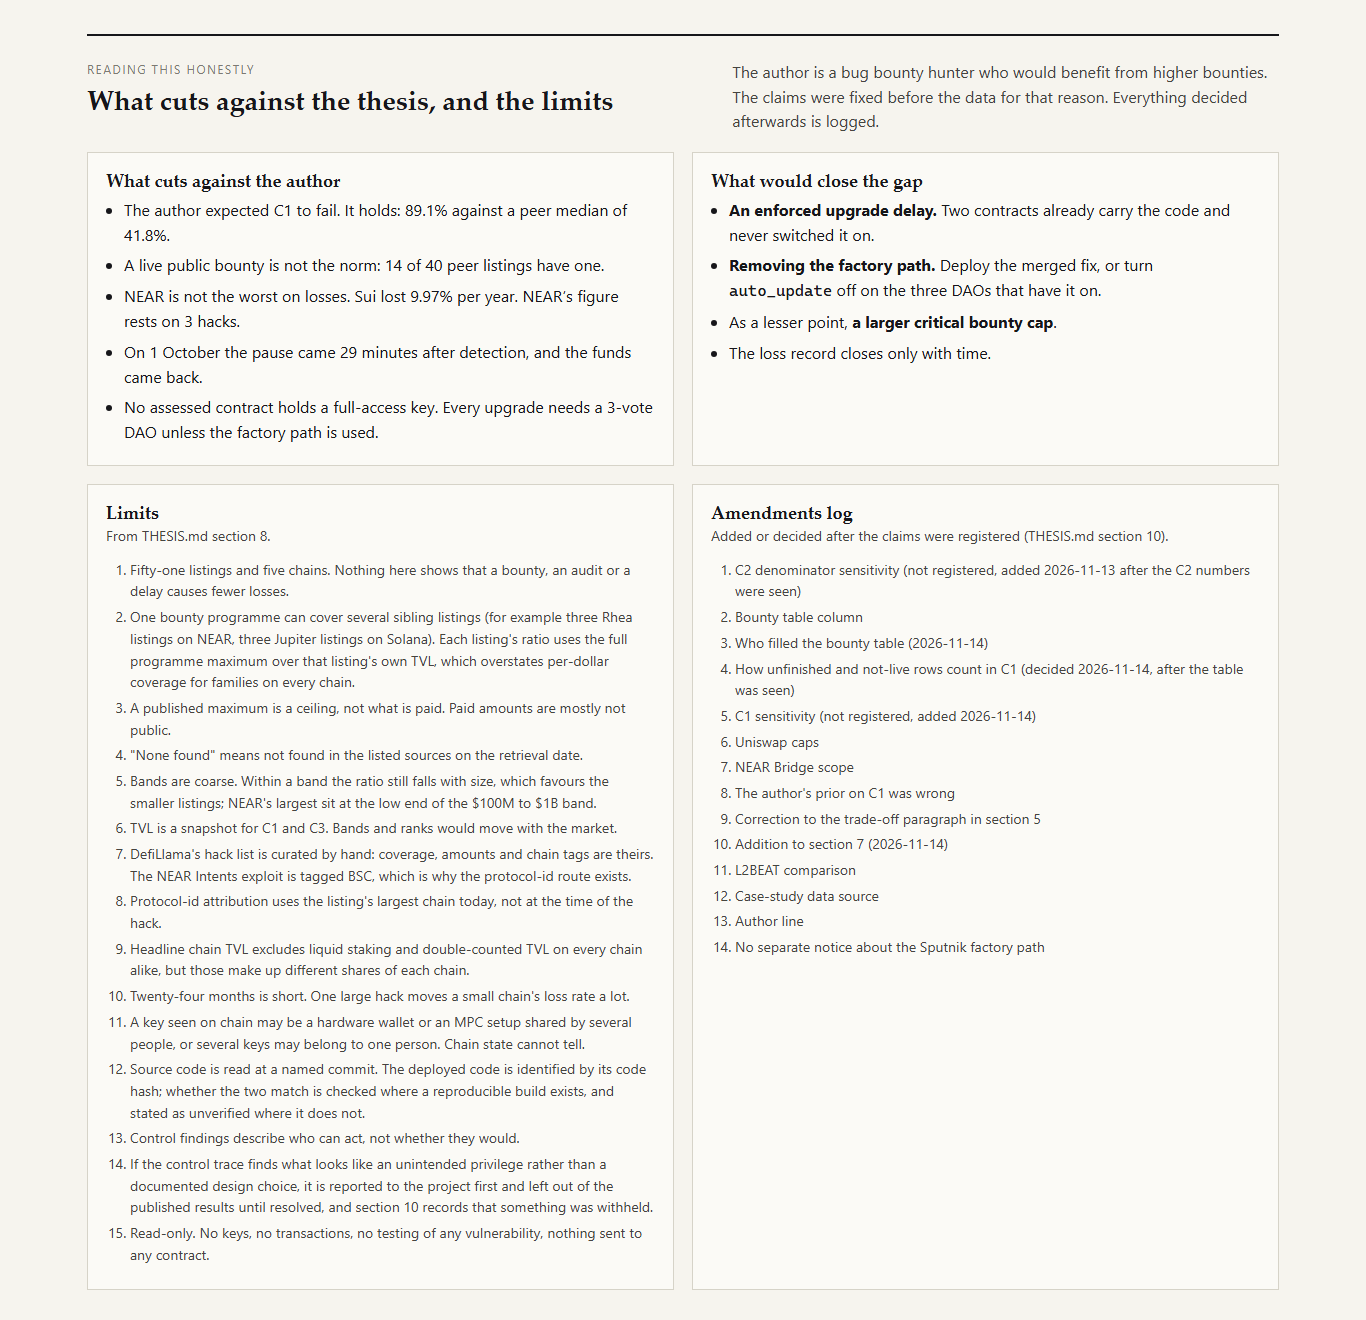 READING THIS HONESTLY
What cuts against the thesis, and the limits
The author is a bug bounty hunter who would benefit from higher bounties.
The claims were fixed before the data for that reason. Everything decided
afterwards is logged.
What cuts against the author
• The author expected C1 to fail. It holds: 89.1% against a peer median of
41.8%.
• A live public bounty is not the norm: 14 of 40 peer listings have one.
• NEAR is not the worst on losses. Sui lost 9.97% per year. NEAR's figure
rests on 3 hacks.
• On 1 October the pause came 29 minutes after detection, and the funds
came back.
• No assessed contract holds a full-access key. Every upgrade needs a 3-vote
DAO unless the factory path is used.
What would close the gap
• An enforced upgrade delay. Two contracts already carry the code and
never switched it on.
• Removing the factory path. Deploy the merged fix, or turn
auto_update off on the three DAOs that have it on.
• As a lesser point, a larger critical bounty cap.
• The loss record closes only with time.
Limits
From THESIS.md section 8.
1. Fifty-one listings and five chains. Nothing here shows that a bounty, an audit or a
delay causes fewer losses.
2. One bounty programme can cover several sibling listings (for example three Rhea
listings on NEAR, three Jupiter listings on Solana). Each listing's ratio uses the full
programme maximum over that listing's own TVL, which overstates per-dollar
coverage for families on every chain.
3. A published maximum is a ceiling, not what is paid. Paid amounts are mostly not
public.
4. "None found" means not found in the listed sources on the retrieval date.
5. Bands are coarse. Within a band the ratio still falls with size, which favours the
smaller listings; NEAR's largest sit at the low end of the $100M to $1B band.
6. TVL is a snapshot for C1 and C3. Bands and ranks would move with the market.
7. DefiLlama's hack list is curated by hand: coverage, amounts and chain tags are theirs.
The NEAR Intents exploit is tagged BSC, which is why the protocol-id route exists.
8. Protocol-id attribution uses the listing's largest chain today, not at the time of the
hack.
9. Headline chain TVL excludes liquid staking and double-counted TVL on every chain
alike, but those make up different shares of each chain.
10. Twenty-four months is short. One large hack moves a small chain's loss rate a lot.
11. A key seen on chain may be a hardware wallet or an MPC setup shared by several
people, or several keys may belong to one person. Chain state cannot tell.
12. Source code is read at a named commit. The deployed code is identified by its code
hash; whether the two match is checked where a reproducible build exists, and
stated as unverified where it does not.
13. Control findings describe who can act, not whether they would.
14. If the control trace finds what looks like an unintended privilege rather than a
documented design choice, it is reported to the project first and left out of the
published results until resolved, and section 10 records that something was withheld.
15. Read-only. No keys, no transactions, no testing of any vulnerability, nothing sent to
any contract.
Amendments log
Added or decided after the claims were registered (THESIS.md section 10).
1. C2 denominator sensitivity (not registered, added 2026-11-13 after the C2 numbers
were seen)
2. Bounty table column
3. Who filled the bounty table (2026-11-14)
4. How unfinished and not-live rows count in C1 (decided 2026-11-14, after the table
was seen)
5. C1 sensitivity (not registered, added 2026-11-14)
6. Uniswap caps
7. NEAR Bridge scope
8. The author's prior on C1 was wrong
9. Correction to the trade-off paragraph in section 5
10. Addition to section 7 (2026-11-14)
11. L2BEAT comparison
12. Case-study data source
13. Author line
14. No separate notice about the Sputnik factory path